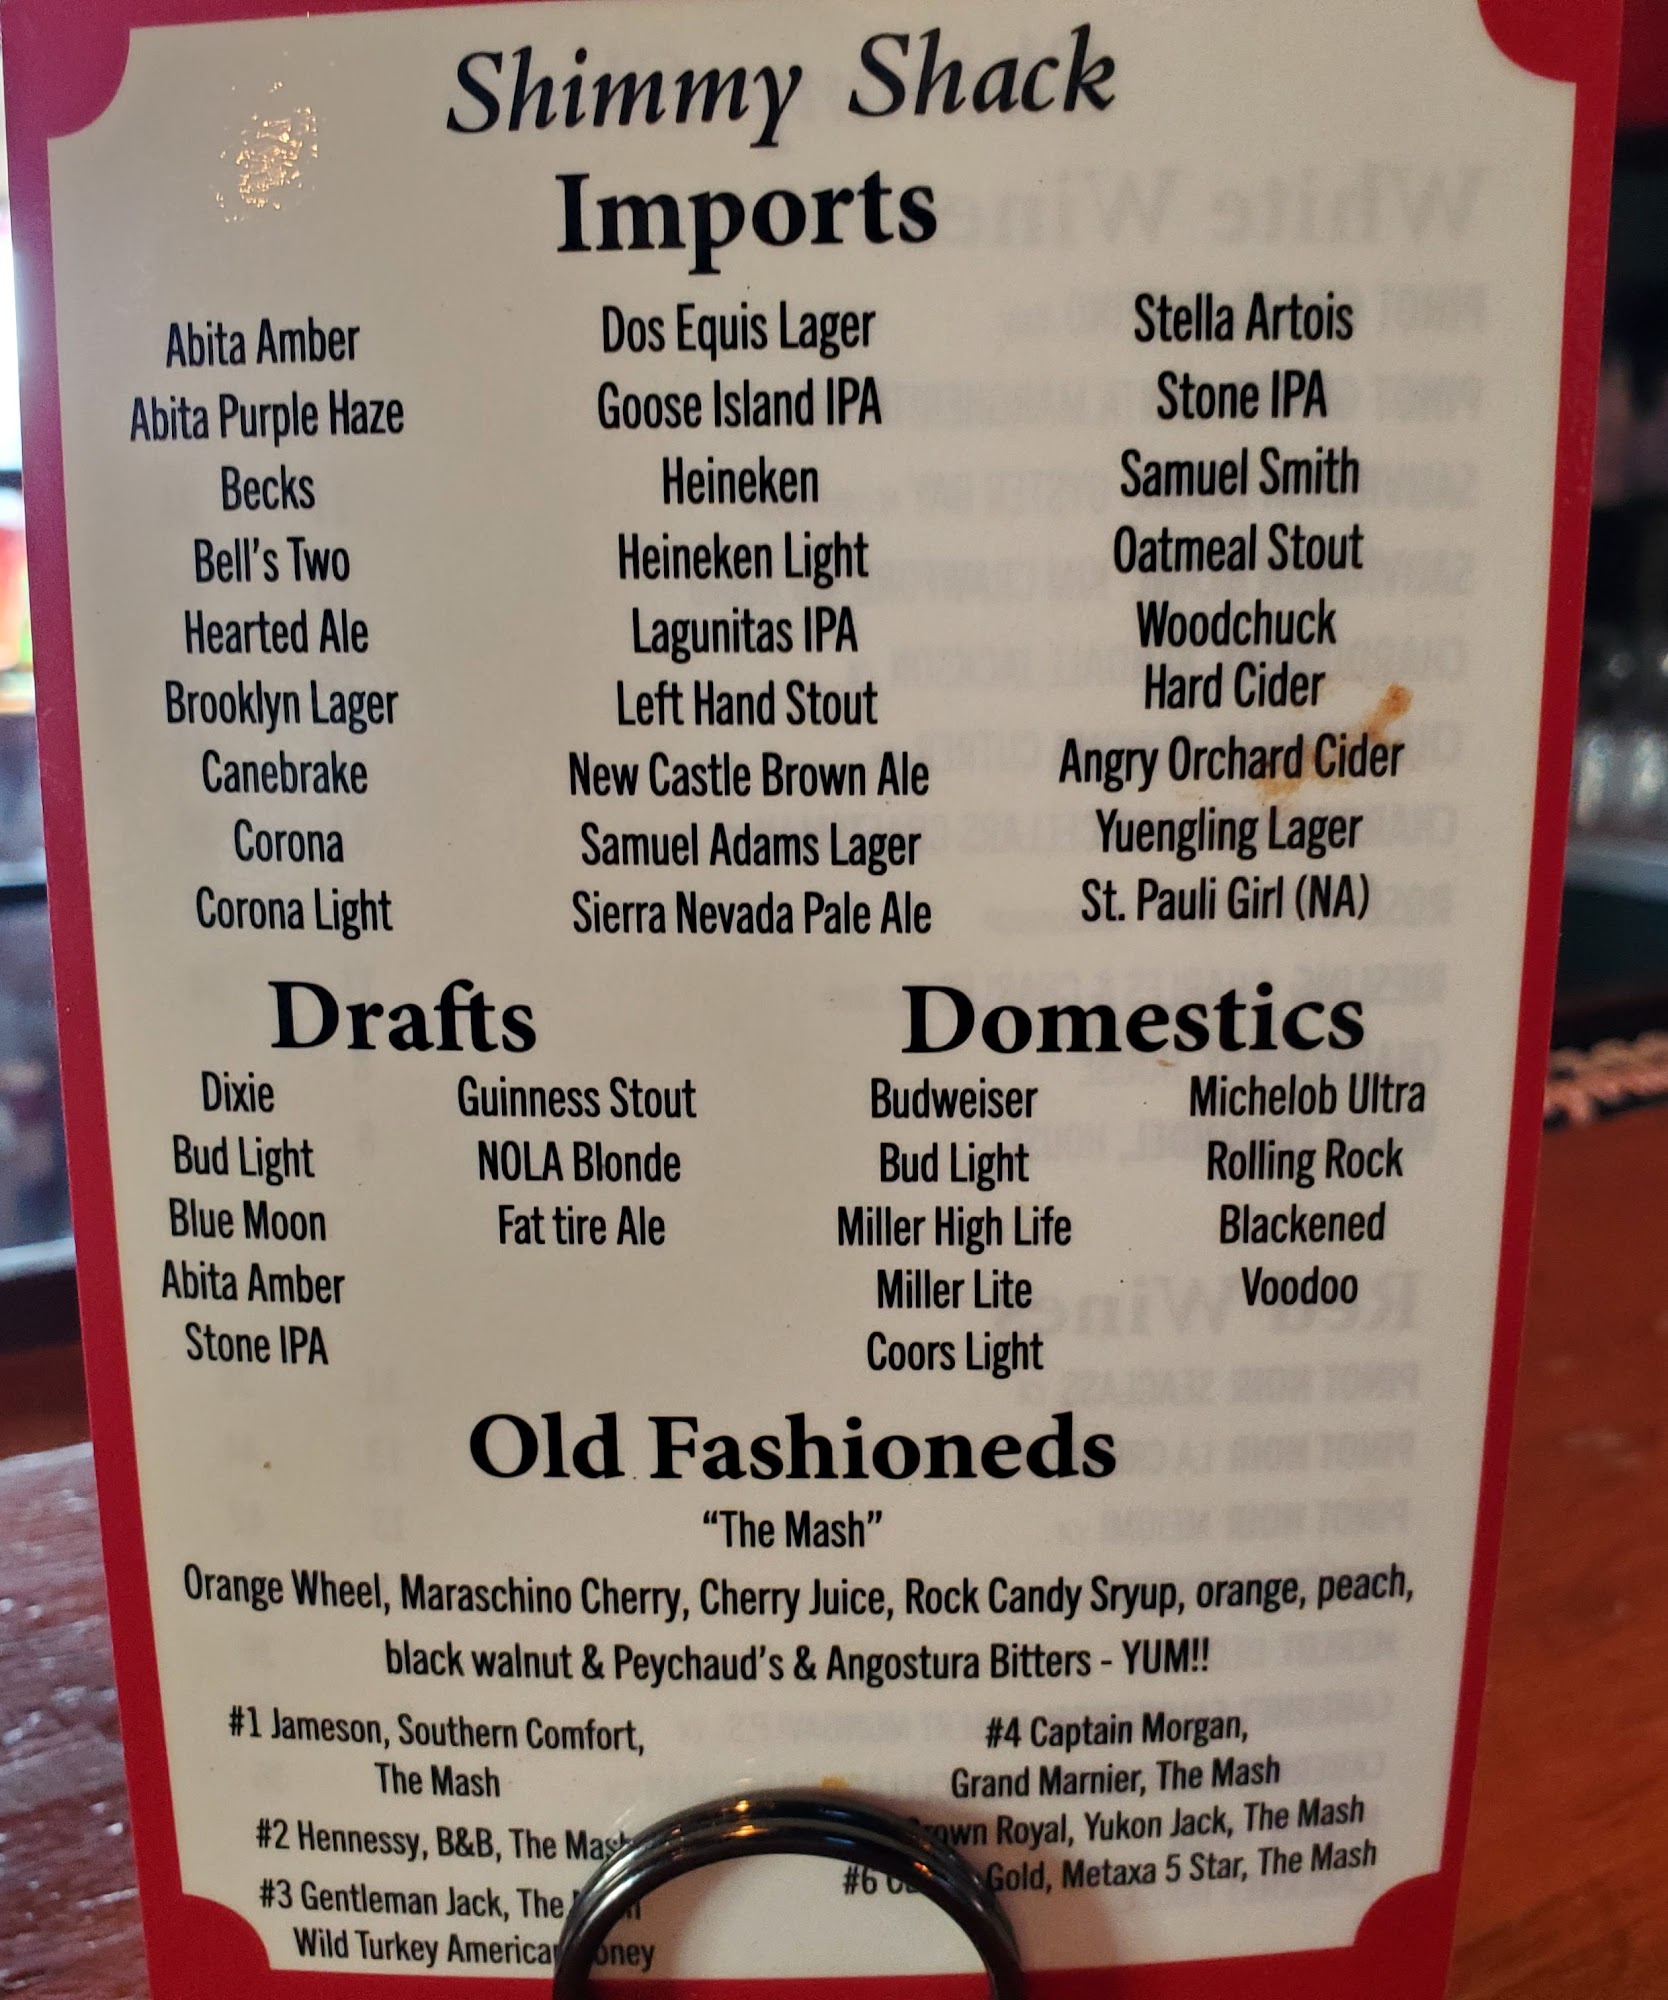 Shimmy Shack
Imports
Abita Amber
Abita Purple Haze
Becks
Bell's Two
Hearted Ale
Brooklyn Lager
Canebrake
Corona
Corona Light
Dos Equis Lager
Goose Island IPA
Heineken
Heineken Light
Lagunitas IPA
Left Hand Stout
New Castle Brown Ale
Samuel Adams Lager
Sierra Nevada Pale Ale
Stella Artois
Stone IPA
Samuel Smith
Oatmeal Stout
Woodchuck
Hard Cider
Angry Orchard Cider
Yuengling Lager
St. Pauli Girl (NA)
Drafts
Dixie
Bud Light
Blue Moon
Abita Amber
Stone IPA
Guinness Stout
NOLA Blonde
Fat tire Ale
Domestics
Budweiser
Bud Light
Miller High Life
Miller Lite
Coors Light
Michelob Ultra
Rolling Rock
Blackened
Voodoo
Old Fashioneds
"The Mash"
Orange Wheel, Maraschino Cherry, Cherry Juice, Rock Candy Sryup, orange, peach,
black walnut & Peychaud's & Angostura Bitters - YUM!!
#1 Jameson, Southern Comfort,
The Mash
#2 Hennessy, B&B, The Mash
#3 Gentleman Jack, The
Wild Turkey American Honey
#4 Captain Morgan,
Grand Marnier, The Mash
Royal, Yukon Jack, The Mash
#6 Gold, Metaxa 5 Star, The Mash